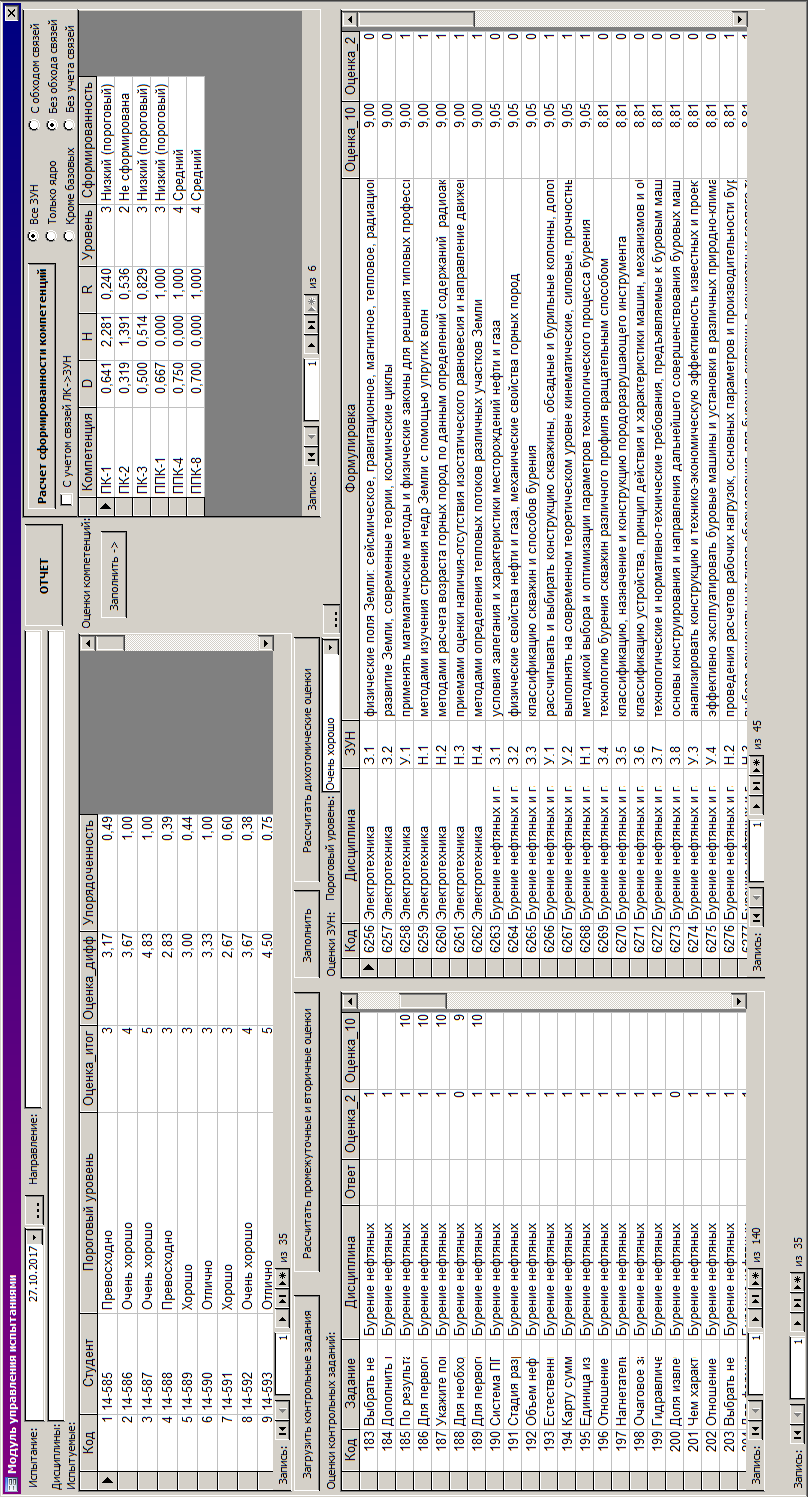 Модуль управления испытаниями
Испытание: 27.10.2017 ... Направление:
Дисциплины:
Испытуемые:
Код Студент Пороговый уровень Оценка_итог Оценка_дифф Упорядоченность
1 14-585 Превосходно 3 3,17 0,49
2 14-586 Очень хорошо 4 3,67 1,00
3 14-587 Очень хорошо 5 4,83 1,00
4 14-588 Превосходно 3 2,83 0,39
5 14-589 Хорошо 3 3,00 0,44
6 14-590 Отлично 3 3,33 1,00
7 14-591 Хорошо 3 2,67 0,60
8 14-592 Очень хорошо 4 3,67 0,38
9 14-593 Отлично 5 4,50 0,75
Запись: 1 из 35
ОТЧЕТ
Оценки компетенций:
Заполнить ->
Расчет сформированности компетенций
С учетом связей ЛК->ЗУН
Все ЗУН С обходом связей
Только ядро Без обхода связей
Кроме базовых Без учета связей
Компетенция D H R Уровень Сформированность
ПК-1 0,641 2,281 0,240 3 Низкий (пороговый)
ПК-2 0,319 1,391 0,536 2 Не сформирована
ПК-3 0,500 0,514 0,829 3 Низкий (пороговый)
ППК-1 0,667 0,000 1,000 3 Низкий (пороговый)
ППК-4 0,750 0,000 1,000 4 Средний
ППК-8 0,700 0,000 1,000 4 Средний
Запись: 1 из 6
Загрузить контрольные задания Рассчитать промежуточные и вторичные оценки Заполнить Рассчитать дихотомические оценки
Оценки контрольных заданий:
Код Задание Дисциплина Ответ Оценка_2 Оценка_10
183 Выбрать не Бурение нефтяных 1
184 Дополнить Бурение нефтяных 1
185 По результа Бурение нефтяных 1 10
186 Для первог Бурение нефтяных 1 10
187 Укажите по Бурение нефтяных 1 10
188 Для необхо Бурение нефтяных 0 9
189 Для первог Бурение нефтяных 1 10
190 Система ПГ Бурение нефтяных 1
191 Стадия раз Бурение нефтяных 1
192 Объем неф Бурение нефтяных 1
193 Естественн Бурение нефтяных 1
194 Карту сумм Бурение нефтяных 1
195 Единица из Бурение нефтяных 1
196 Отношение Бурение нефтяных 1
197 Нагнетатель Бурение нефтяных 1
198 Очаговое з Бурение нефтяных 1
199 Гидравличе Бурение нефтяных 1
200 Доля извле Бурение нефтяных 0
201 Чем характ Бурение нефтяных 1
202 Отношение Бурение нефтяных 1
203 Выбрать не Бурение нефтяных 1
Запись: 1 из 140
Оценки ЗУН: Пороговый уровень: Очень хорошо ...
Код Дисциплина ЗУН Формулировка Оценка_10 Оценка_2
6256 Электротехника З.1 физические поля Земли: сейсмическое, гравитационное, магнитное, тепловое, радиацион 9,00 0
6257 Электротехника З.2 развитие Земли, современные теории, космические циклы 9,00 0
6258 Электротехника У.1 применять математические методы и физические законы для решения типовых професси 9,00 1
6259 Электротехника Н.1 методами изучения строения недр Земли с помощью упругих волн 9,00 1
6260 Электротехника Н.2 методами расчета возраста горных пород по данным определений содержаний радиоак 9,00 1
6261 Электротехника Н.3 приемами оценки наличия-отсутствия изостатического равновесия и направление движен 9,00 1
6262 Электротехника Н.4 методами определения тепловых потоков различных участков Земли 9,00 1
6263 Бурение нефтяных и г З.1 условия залегания и характеристики месторождений нефти и газа 9,05 0
6264 Бурение нефтяных и г З.2 физические свойства нефти и газа, механические свойства горных пород 9,05 0
6265 Бурение нефтяных и г З.3 классификацию скважин и способов бурения 9,05 0
6266 Бурение нефтяных и г У.1 рассчитывать и выбирать конструкцию скважины, обсадные и бурильные колонны, долот 9,05 1
6267 Бурение нефтяных и г У.2 выполнять на современном теоретическом уровне кинематические, силовые, прочностнь 9,05 1
6268 Бурение нефтяных и г Н.1 методикой выбора и оптимизации параметров технологического процесса бурения 9,05 1
6269 Бурение нефтяных и г З.4 технологию бурения скважин различного профиля вращательным способом 8,81 0
6270 Бурение нефтяных и г З.5 классификацию, назначение и конструкцию породоразрушающего инструмента 8,81 0
6271 Бурение нефтяных и г З.6 классификацию устройства, принцип действия и характеристики машин, механизмов и о 8,81 0
6272 Бурение нефтяных и г З.7 технологические и нормативно-технические требования, предъявляемые к буровым маш 8,81 0
6273 Бурение нефтяных и г З.8 основы конструирования и направления дальнейшего совершенствования буровых маш 8,81 0
6274 Бурение нефтяных и г У.3 анализировать конструкцию и технико-экономическую эффективность известных и проек 8,81 0
6275 Бурение нефтяных и г У.4 эффективно эксплуатировать буровые машины и установки в различных природно-клима 8,81 0
6276 Бурение нефтяных и г Н.2 проведения расчетов рабочих нагрузок, основных параметров и производительности бур 8,81 1
Запись: 1 из 45
Запись: 1 из 35